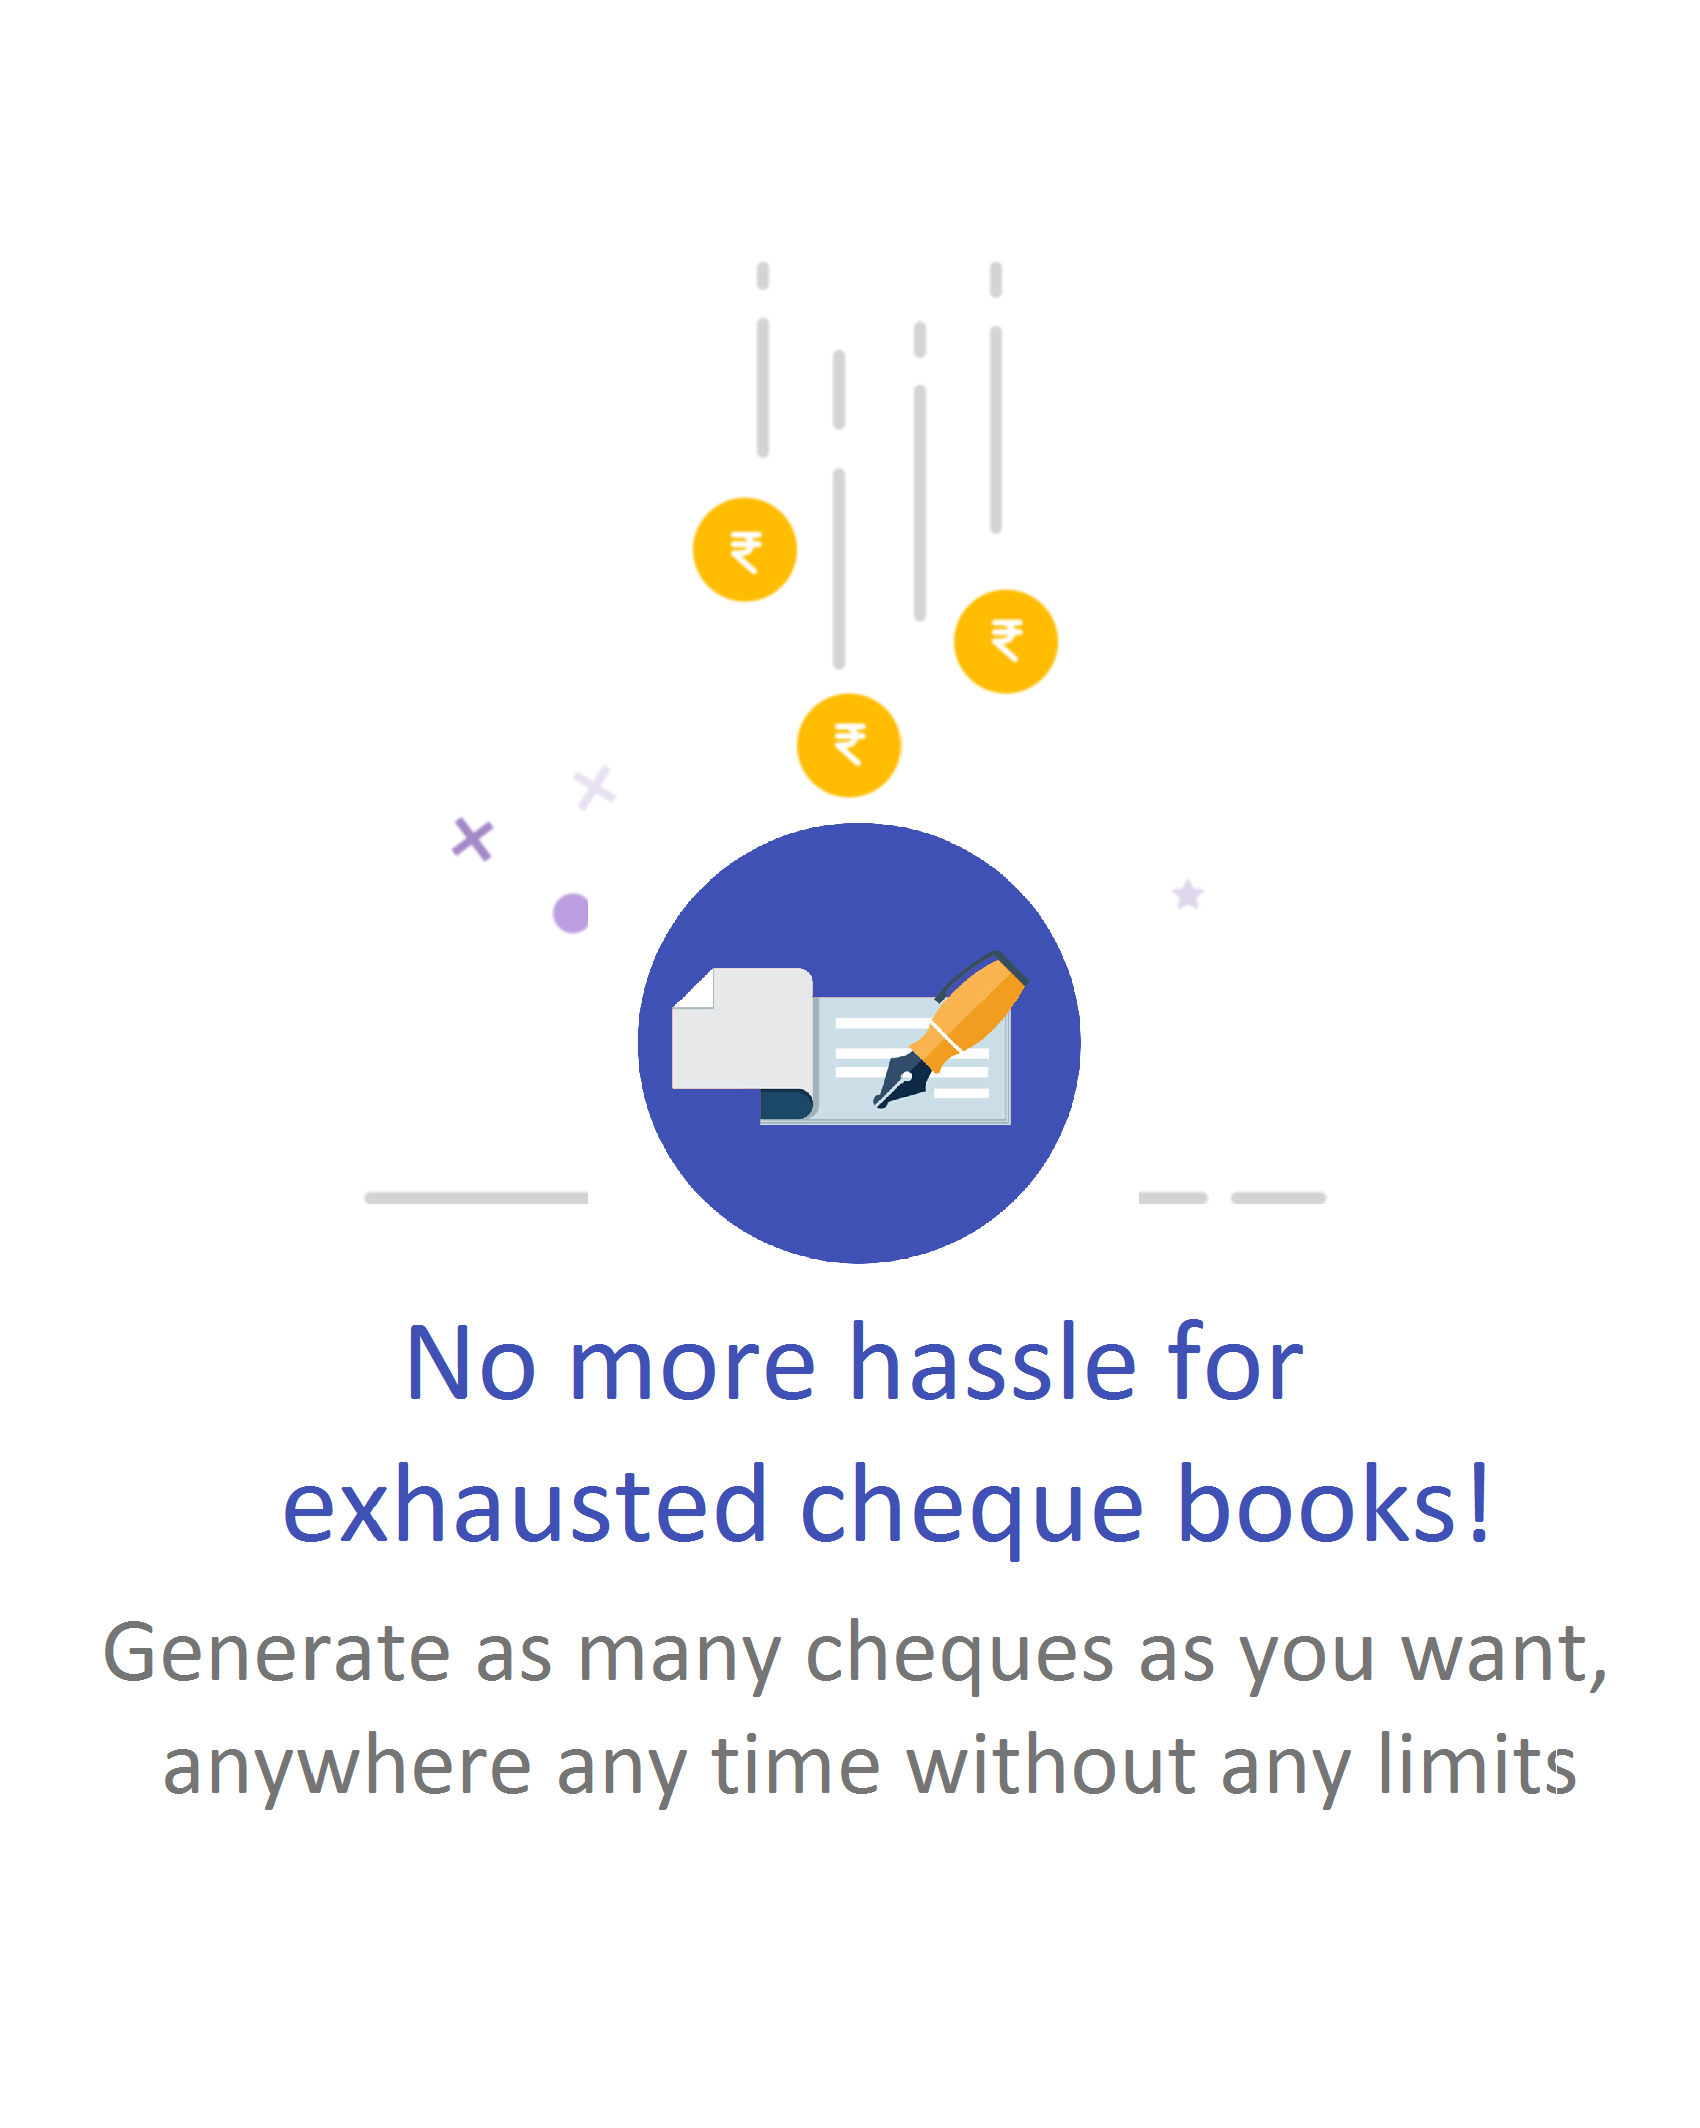 ₹
₹
₹
No more hassle for
exhausted cheque books!
Generate as many cheques as you want,
anywhere any time without any limits